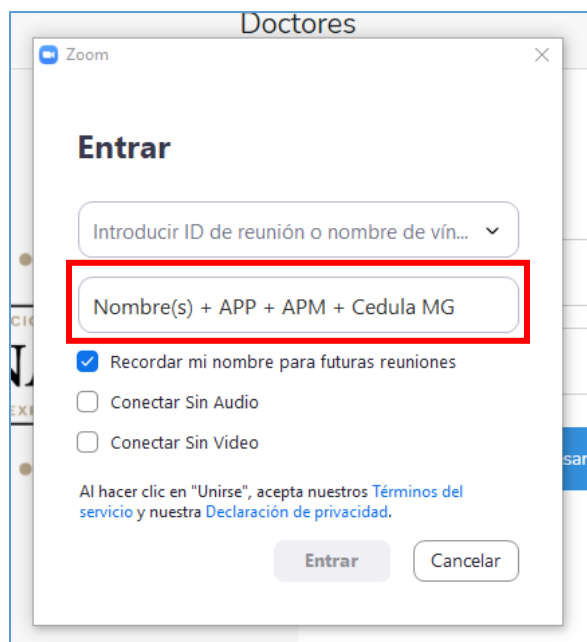 Doctores
Zoom
Entrar
Introducir ID de reunión o nombre de vín...
Nombre(s) + APP + APM + Cedula MG
Recordar mi nombre para futuras reuniones
Conectar Sin Audio
Conectar Sin Video
Al hacer clic en "Unirse", acepta nuestros Términos del
servicio y nuestra Declaración de privacidad.
Entrar
Cancelar